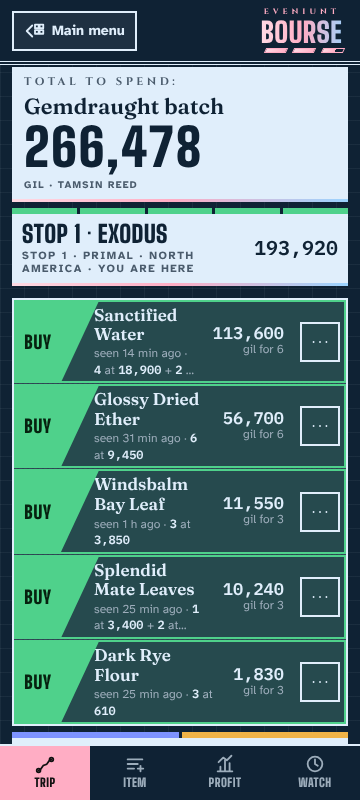 Main menu
EVENIUNT
BOURSE
TOTAL TO SPEND:
Gemdraught batch
266,478
GIL · TAMSIN REED
STOP 1 · EXODUS
STOP 1 · PRIMAL · NORTH
AMERICA · YOU ARE HERE
193,920
BUY
Sanctified
Water
seen 14 min ago ·
4 at 18,900 + 2 ...
113,600
gil for 6
...
BUY
Glossy Dried
Ether
seen 31 min ago · 6
at 9,450
56,700
gil for 6
...
BUY
Windsbalm
Bay Leaf
seen 1 h ago · 3 at
3,850
11,550
gil for 3
...
BUY
Splendid
Mate Leaves
seen 25 min ago · 1
at 3,400 + 2 at...
10,240
gil for 3
...
BUY
Dark Rye
Flour
seen 25 min ago · 3 at
610
1,830
gil for 3
...
TRIP
ITEM
PROFIT
WATCH